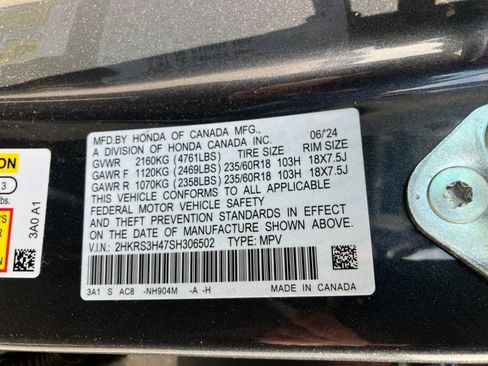 MFD.BY HONDA OF CANADA MFG., 06/24
A DIVISION OF HONDA CANADA INC.
TIRE SIZE RIM SIZE
GVWR 2160KG (4761LBS)
GAWR F 1120KG (2469LBS) 235/60R18 103H 18X7.5J
GAWR R 1070KG (2358LBS) 235/60R18 103H 18X7.5J
THIS VEHICLE CONFORMS TO ALL APPLICABLE
FEDERAL MOTOR VEHICLE SAFETY
AND THEFT PREVENTION STANDARDS IN EFFECT
ON THE DATE OF MANUFACTURE SHOWN ABOVE.
V.I.N.: 2HKRS3H47SH306502 TYPE: MPV
3A1 S AC8 -NH904M -A -H MADE IN CANADA
ION
3
3A0 A1